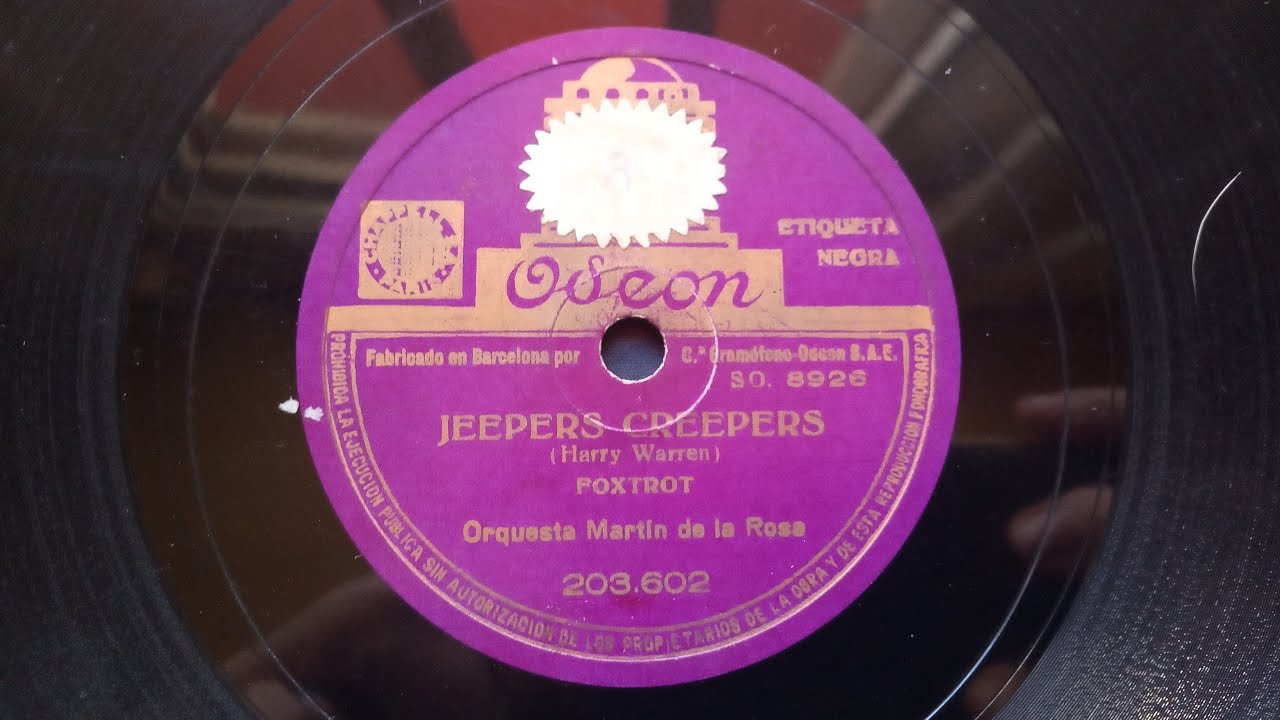 ETIQUETA
NEGRA
Odeon
Fabricado en Barcelona por C.ª Gramófono-Odeon S.A.E.
SO. 8926
JEEPERS CREEPERS
(Harry Warren)
FOXTROT
Orquesta Martín de la Rosa
203.602
PROHIBIDA LA EJECUCION PUBLICA SIN AUTORIZACION DE LOS PROPIETARIOS DE LA OBRA Y DE ESTA REPRODUCCION FONOGRAFICA